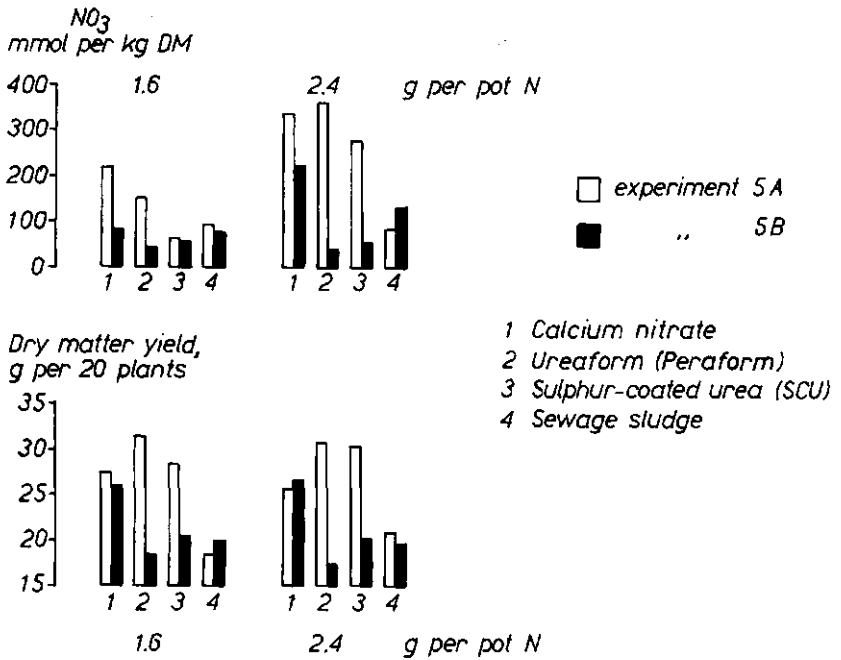 NO3
mmol per kg DM
1.6 2.4 g per pot N
400
300
200
100
0
1 2 3 4 1 2 3 4
experiment 5A
,, 5B
1 Calcium nitrate
2 Ureaform (Peraform)
3 Sulphur-coated urea (SCU)
4 Sewage sludge
Dry matter yield,
g per 20 plants
35
30
25
20
15
1 2 3 4 1 2 3 4
1.6 2.4 g per pot N